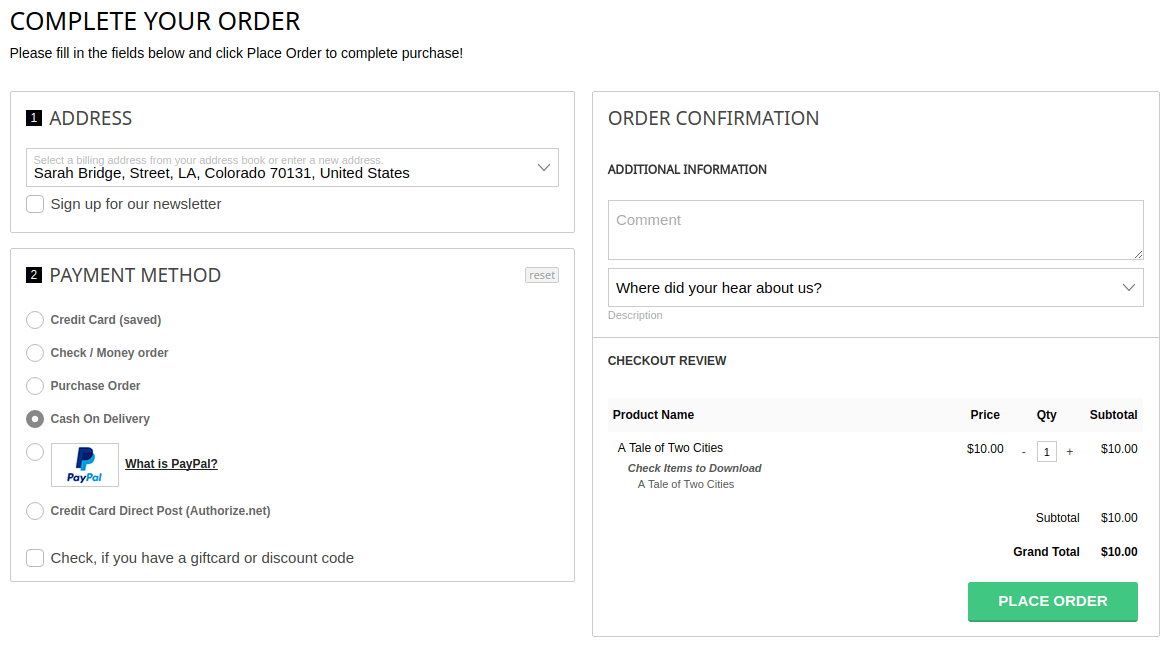 COMPLETE YOUR ORDER
Please fill in the fields below and click Place Order to complete purchase!
1 ADDRESS
Select a billing address from your address book or enter a new address.
Sarah Bridge, Street, LA, Colorado 70131, United States
Sign up for our newsletter
2 PAYMENT METHOD
reset
Credit Card (saved)
Check / Money order
Purchase Order
Cash On Delivery
PayPal What is PayPal?
Credit Card Direct Post (Authorize.net)
Check, if you have a giftcard or discount code
ORDER CONFIRMATION
ADDITIONAL INFORMATION
Comment
Where did your hear about us?
Description
CHECKOUT REVIEW
Product Name Price Qty Subtotal
A Tale of Two Cities $10.00 - 1 + $10.00
Check Items to Download
A Tale of Two Cities
Subtotal $10.00
Grand Total $10.00
PLACE ORDER